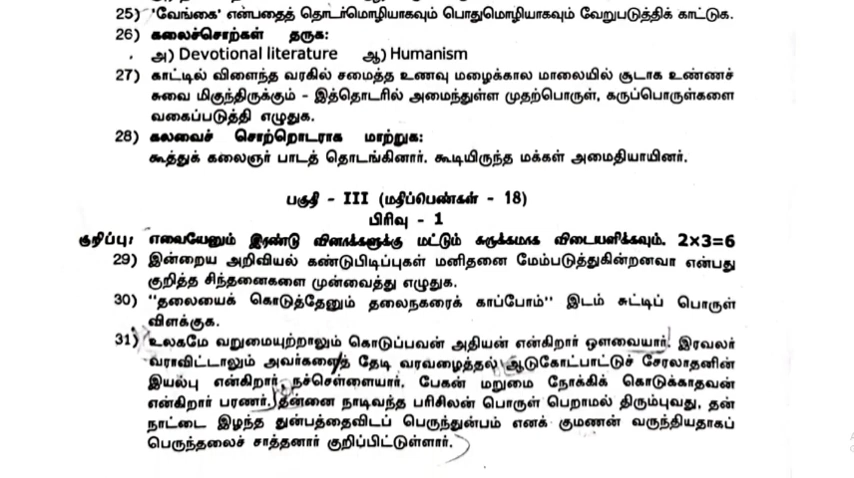 25) 'வேங்கை' என்பதைத் தொடர்மொழியாகவும் பொதுமொழியாகவும் வேறுபடுத்திக் காட்டுக.
26) கலைச்சொற்கள் தருக:
அ) Devotional literature ஆ) Humanism
27) காட்டில் விளைந்த வரகில் சமைத்த உணவு மழைக்கால மாலையில் சூடாக உண்ணச்
சுவை மிகுந்திருக்கும் - இத்தொடரில் அமைந்துள்ள முதற்பொருள், கருப்பொருள்களை
வகைப்படுத்தி எழுதுக.
28) கலவைச் சொற்றொடராக மாற்றுக:
கூத்துக் கலைஞர் பாடத் தொடங்கினார். கூடியிருந்த மக்கள் அமைதியாயினர்.
பகுதி - III (மதிப்பெண்கள் - 18)
பிரிவு - 1
குறிப்பு: எவையேனும் இரண்டு வினாக்களுக்கு மட்டும் சுருக்கமாக விடையளிக்கவும். 2×3=6
29) இன்றைய அறிவியல் கண்டுபிடிப்புகள் மனிதனை மேம்படுத்துகின்றனவா என்பது
குறித்த சிந்தனைகளை முன்வைத்து எழுதுக.
30) "தலையைக் கொடுத்தேனும் தலைநகரைக் காப்போம்" இடம் சுட்டிப் பொருள்
விளக்குக.
31) உலகமே வறுமையுற்றாலும் கொடுப்பவன் அதியன் என்கிறார் ஔவையார். இரவலர்
வராவிட்டாலும் அவர்களைத் தேடி வரவழைத்தல் ஆடுகோட்பாட்டுச் சேரலாதனின்
இயல்பு என்கிறார் நச்செள்ளையார். பேகன் மறுமை நோக்கிக் கொடுக்காதவன்
என்கிறார் பரணர். தன்னை நாடிவந்த பரிசிலன் பொருள் பெறாமல் திரும்புவது, தன்
நாட்டை இழந்த துன்பத்தைவிடப் பெருந்துன்பம் எனக் குமணன் வருந்தியதாகப்
பெருந்தலைச் சாத்தனார் குறிப்பிட்டுள்ளார்.